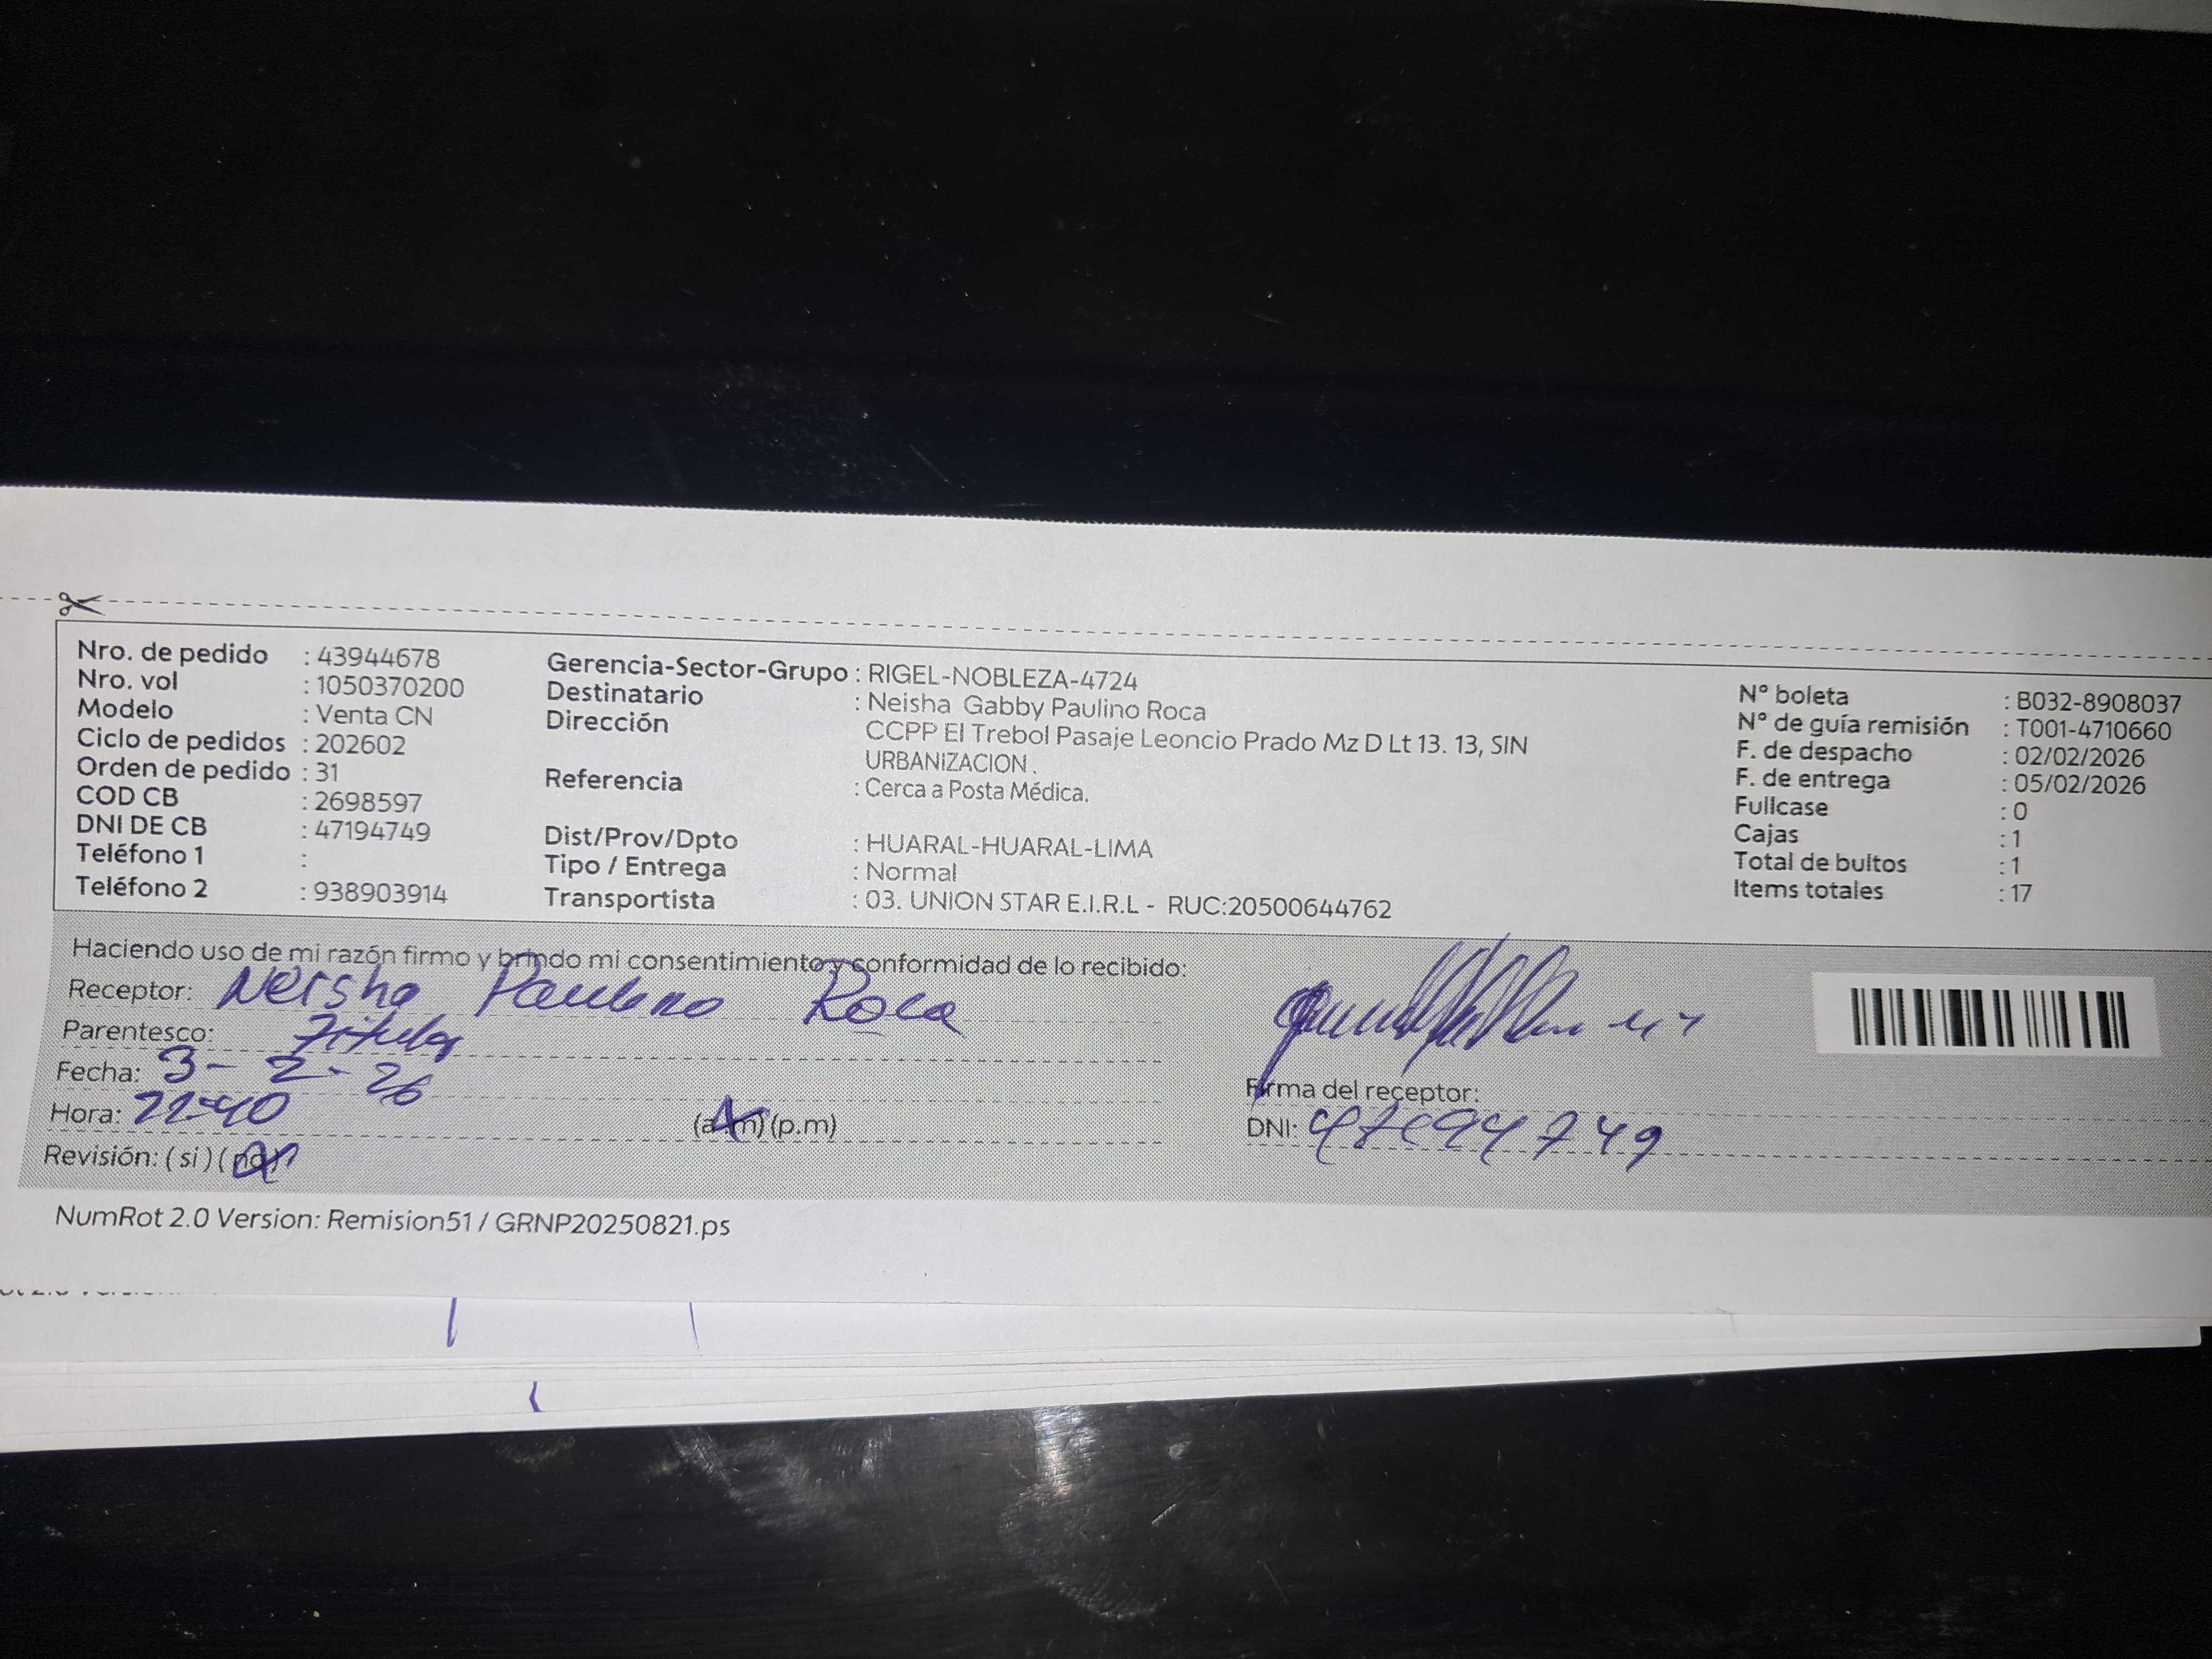 Nro. de pedido : 43944678
Nro. vol : 1050370200
Modelo : Venta CN
Ciclo de pedidos : 202602
Orden de pedido : 31
COD CB : 2698597
DNI DE CB : 47194749
Teléfono 1 :
Teléfono 2 : 938903914
Gerencia-Sector-Grupo : RIGEL-NOBLEZA-4724
Destinatario : Neisha Gabby Paulino Roca
Dirección CCPP El Trebol Pasaje Leoncio Prado Mz D Lt 13. 13, SIN
URBANIZACION .
Referencia : Cerca a Posta Médica.
Dist/Prov/Dpto : HUARAL-HUARAL-LIMA
Tipo / Entrega : Normal
Transportista : 03. UNION STAR E.I.R.L - RUC:20500644762
N° boleta : B032-8908037
N° de guía remisión : T001-4710660
F. de despacho : 02/02/2026
F. de entrega : 05/02/2026
Fullcase : 0
Cajas : 1
Total de bultos : 1
Items totales : 17
Haciendo uso de mi razón firmo y brindo mi consentimiento y conformidad de lo recibido:
Receptor: Neisha Paulino Roca
Parentesco: Titular
Fecha: 3-2-26
Hora: (a.m) (p.m)
Revisión: ( si ) ( no )
Firma del receptor:
DNI: 47194749
NumRot 2.0 Version: Remision51 / GRNP20250821.ps